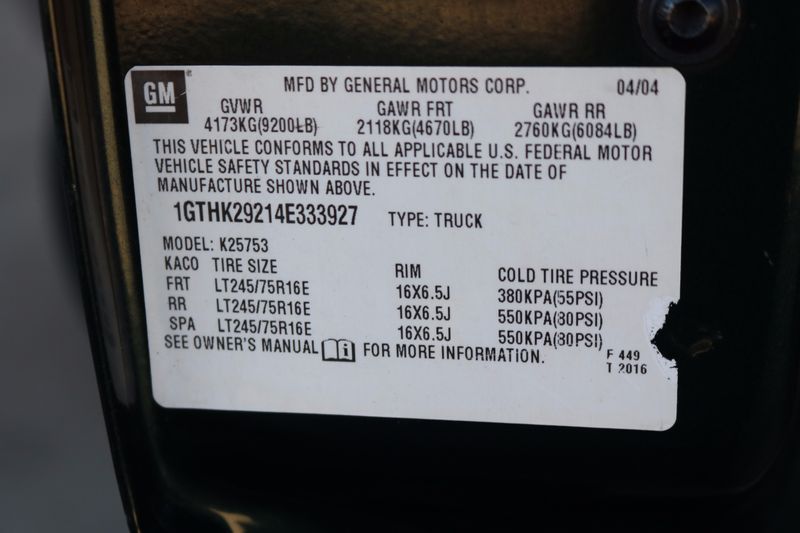 GM MFD BY GENERAL MOTORS CORP. 04/04
GVWR GAWR FRT GAWR RR
4173KG(9200LB) 2118KG(4670LB) 2760KG(6084LB)
THIS VEHICLE CONFORMS TO ALL APPLICABLE U.S. FEDERAL MOTOR
VEHICLE SAFETY STANDARDS IN EFFECT ON THE DATE OF
MANUFACTURE SHOWN ABOVE.
1GTHK29214E333927 TYPE: TRUCK
MODEL: K25753
KACO TIRE SIZE RIM COLD TIRE PRESSURE
FRT LT245/75R16E 16X6.5J 380KPA(55PSI)
RR LT245/75R16E 16X6.5J 550KPA(80PSI)
SPA LT245/75R16E 16X6.5J 550KPA(80PSI)
SEE OWNER'S MANUAL FOR MORE INFORMATION.
F 449
T 2016